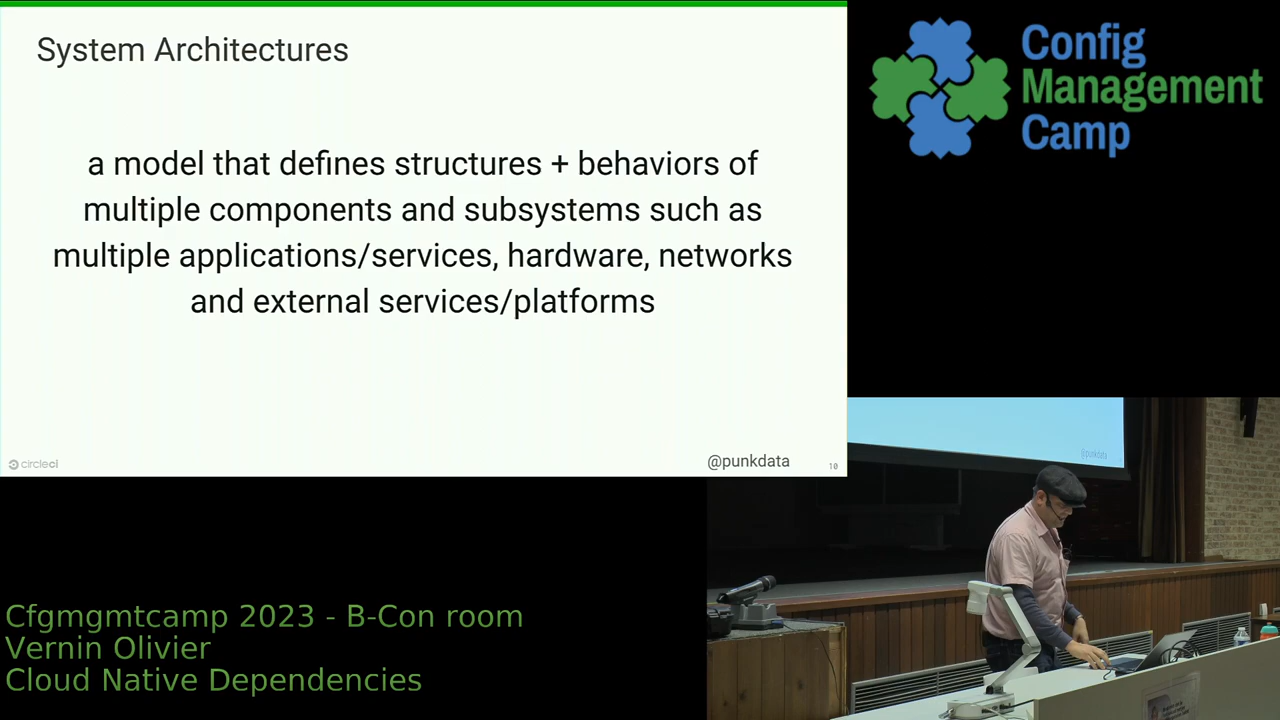 System Architectures
a model that defines structures + behaviors of
multiple components and subsystems such as
multiple applications/services, hardware, networks
and external services/platforms
circleci
@punkdata
10
Config
Management
Camp
@punkdata
Cfgmgmtcamp 2023 - B-Con room
Vernin Olivier
Cloud Native Dependencies